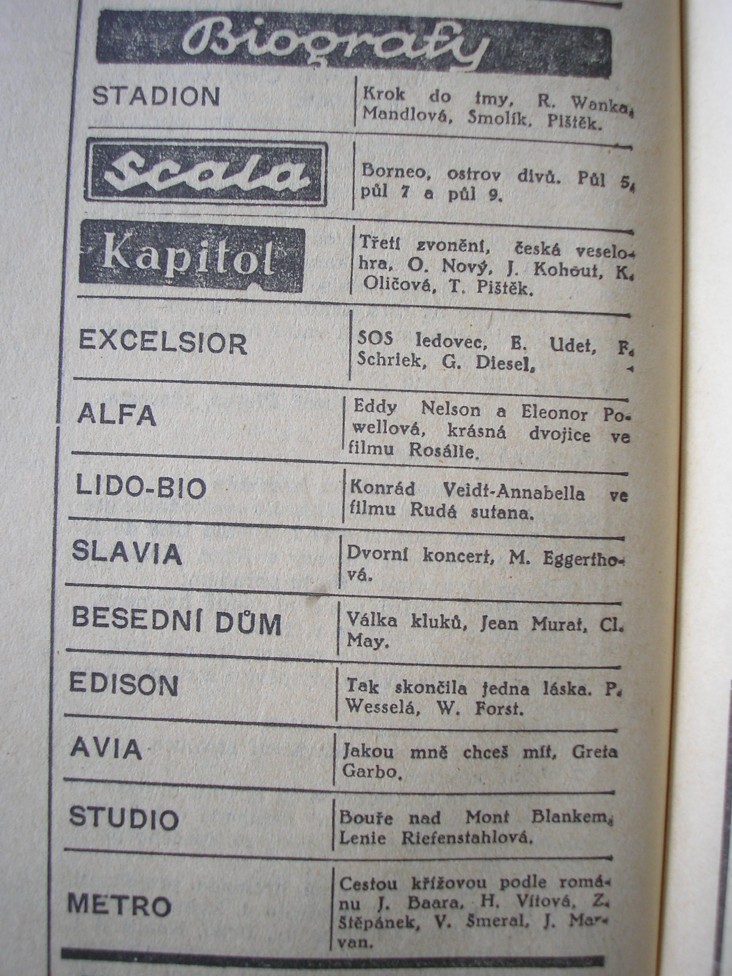 Biografy
STADION
Krok do tmy, R. Wanka,
Mandlová, Smolík, Pištěk.
Scala
Borneo, ostrov divů. Půl 5,
půl 7 a půl 9.
Kapitol
Třetí zvonění, česká veselo-
hra, O. Nový, J. Kohout, K.
Oličová, T. Pištěk.
EXCELSIOR
SOS ledovec, E. Udet, F.
Schriek, G. Diesel.
ALFA
Eddy Nelson a Eleonor Po-
wellová, krásná dvojice ve
filmu Rosálie.
LIDO-BIO
Konrád Veidt-Annabella ve
filmu Rudá sutana.
SLAVIA
Dvorní koncert, M. Eggertho-
vá.
BESEDNÍ DŮM
Válka kluků, Jean Murat, Cl.
May.
EDISON
Tak skončila jedna láska. P.
Wesselá, W. Forst.
AVIA
Jakou mně chceš mít, Greta
Garbo.
STUDIO
Bouře nad Mont Blankem,
Lenie Riefenstahlová.
METRO
Cestou křížovou podle romá-
nu J. Baara, H. Vítová, Z.
Štěpánek, V. Šmeral, J. Mar-
van.